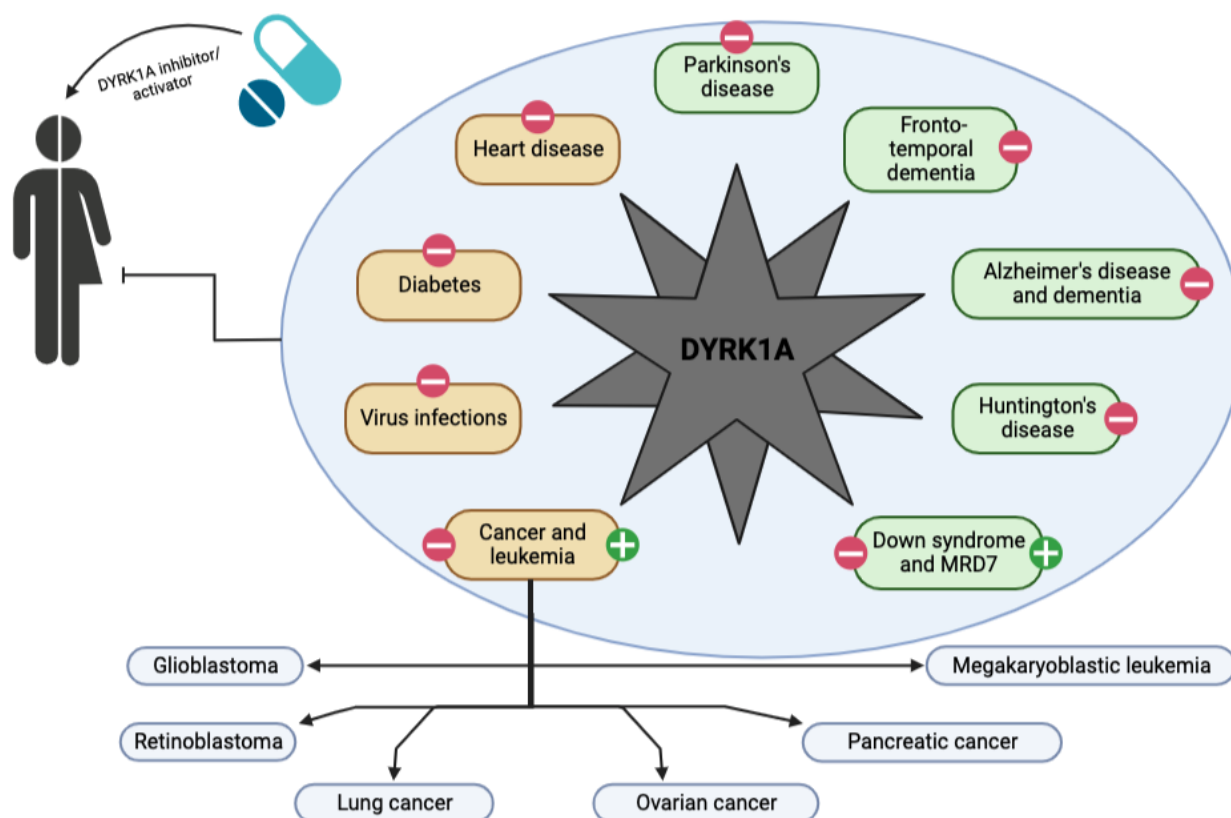 DYRK1A inhibitor/
activator
Parkinson's
disease
Heart disease
Fronto-
temporal
dementia
Diabetes
Alzheimer's disease
and dementia
DYRK1A
Virus infections
Huntington's
disease
Cancer and
leukemia
Down syndrome
and MRD7
Glioblastoma
Megakaryoblastic leukemia
Retinoblastoma
Pancreatic cancer
Lung cancer
Ovarian cancer